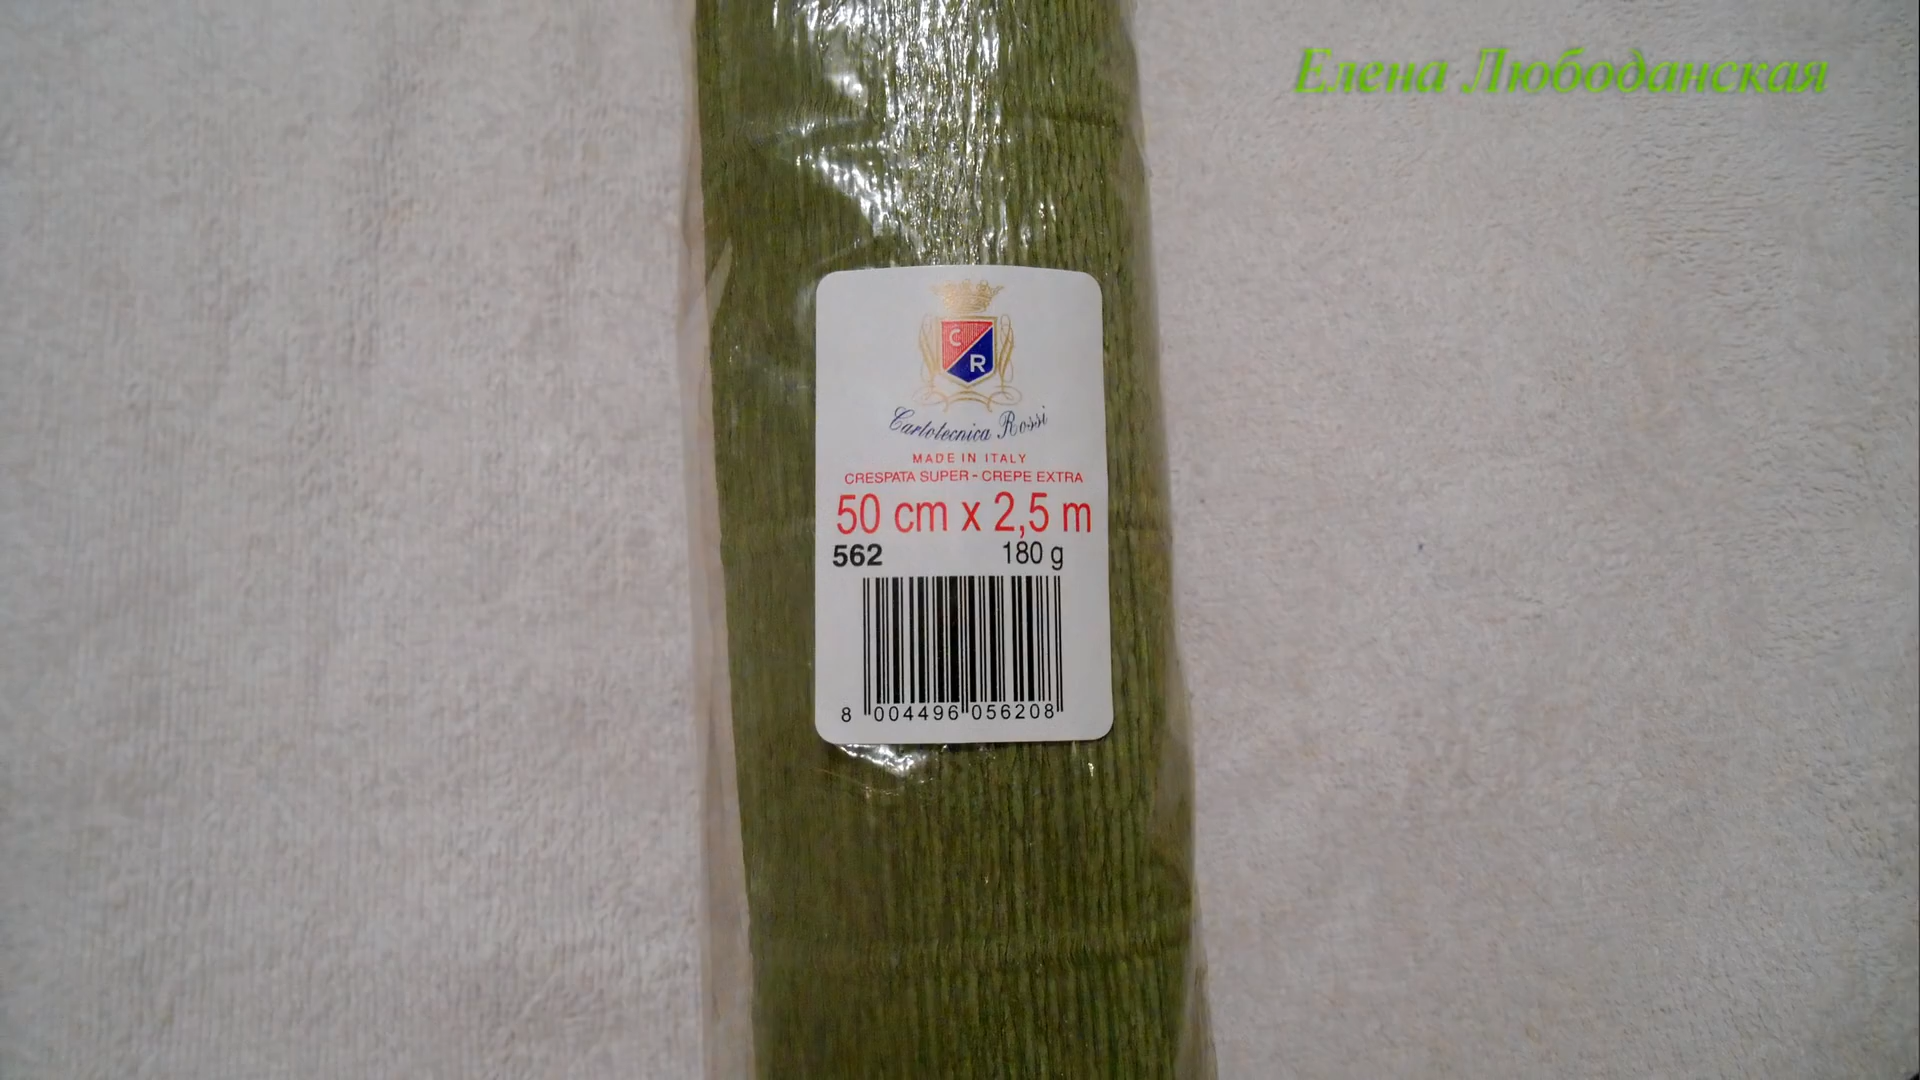 Елена Любоданская
C
R
Cartotecnica Rossi
MADE IN ITALY
CRESPATA SUPER - CREPE EXTRA
50 cm x 2,5 m
562 180 g
8 004496 056208